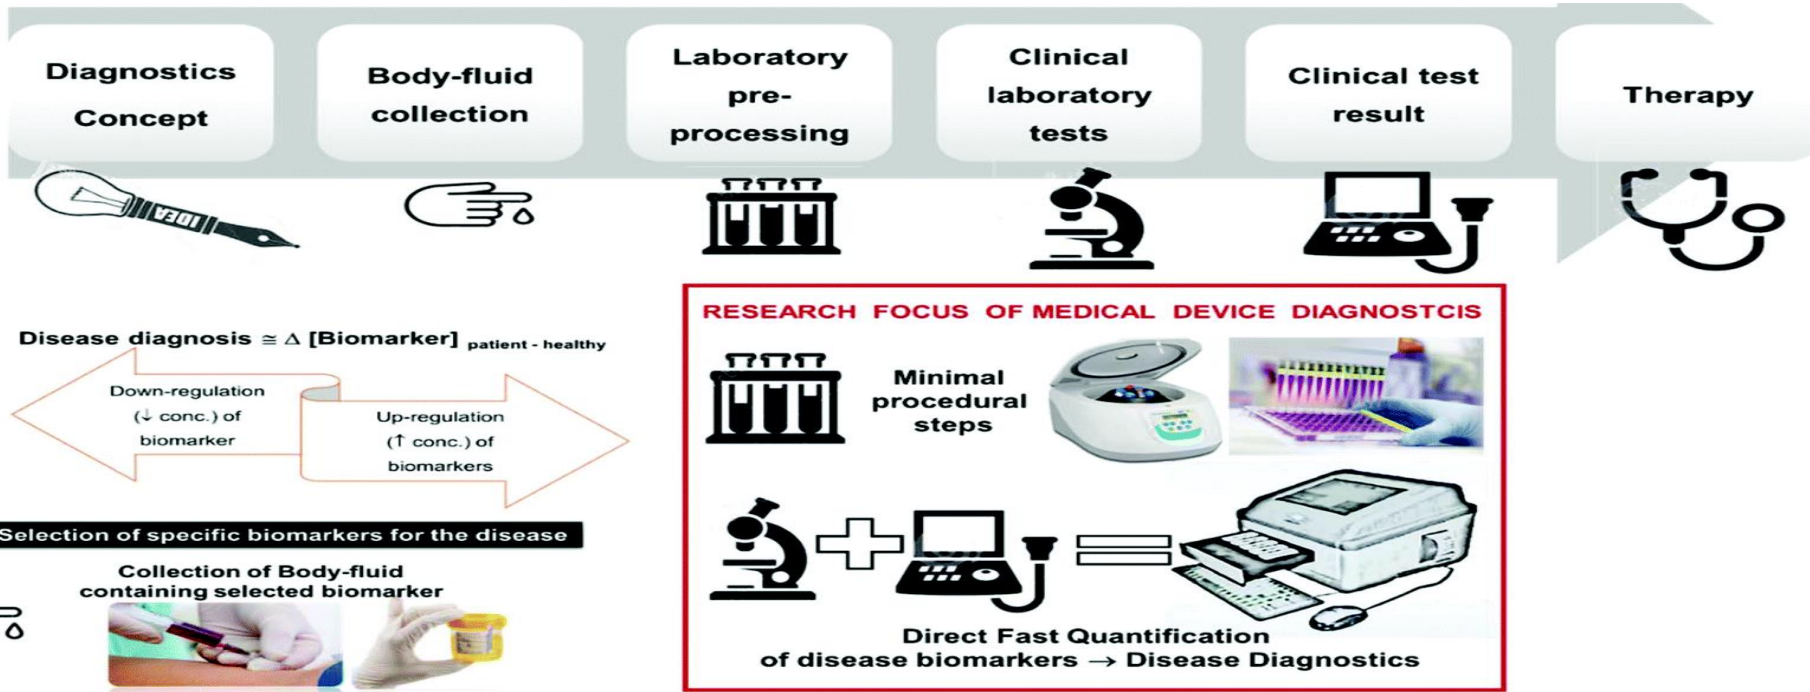 Diagnostics
Concept
Body-fluid
collection
Laboratory
pre-
processing
Clinical
laboratory
tests
Clinical test
result
Therapy
IDEA
Disease diagnosis ≅ Δ [Biomarker] patient - healthy
Down-regulation
(↓ conc.) of
biomarker
Up-regulation
(↑ conc.) of
biomarkers
Selection of specific biomarkers for the disease
Collection of Body-fluid
containing selected biomarker
RESEARCH FOCUS OF MEDICAL DEVICE DIAGNOSTCIS
Minimal
procedural
steps
Direct Fast Quantification
of disease biomarkers → Disease Diagnostics